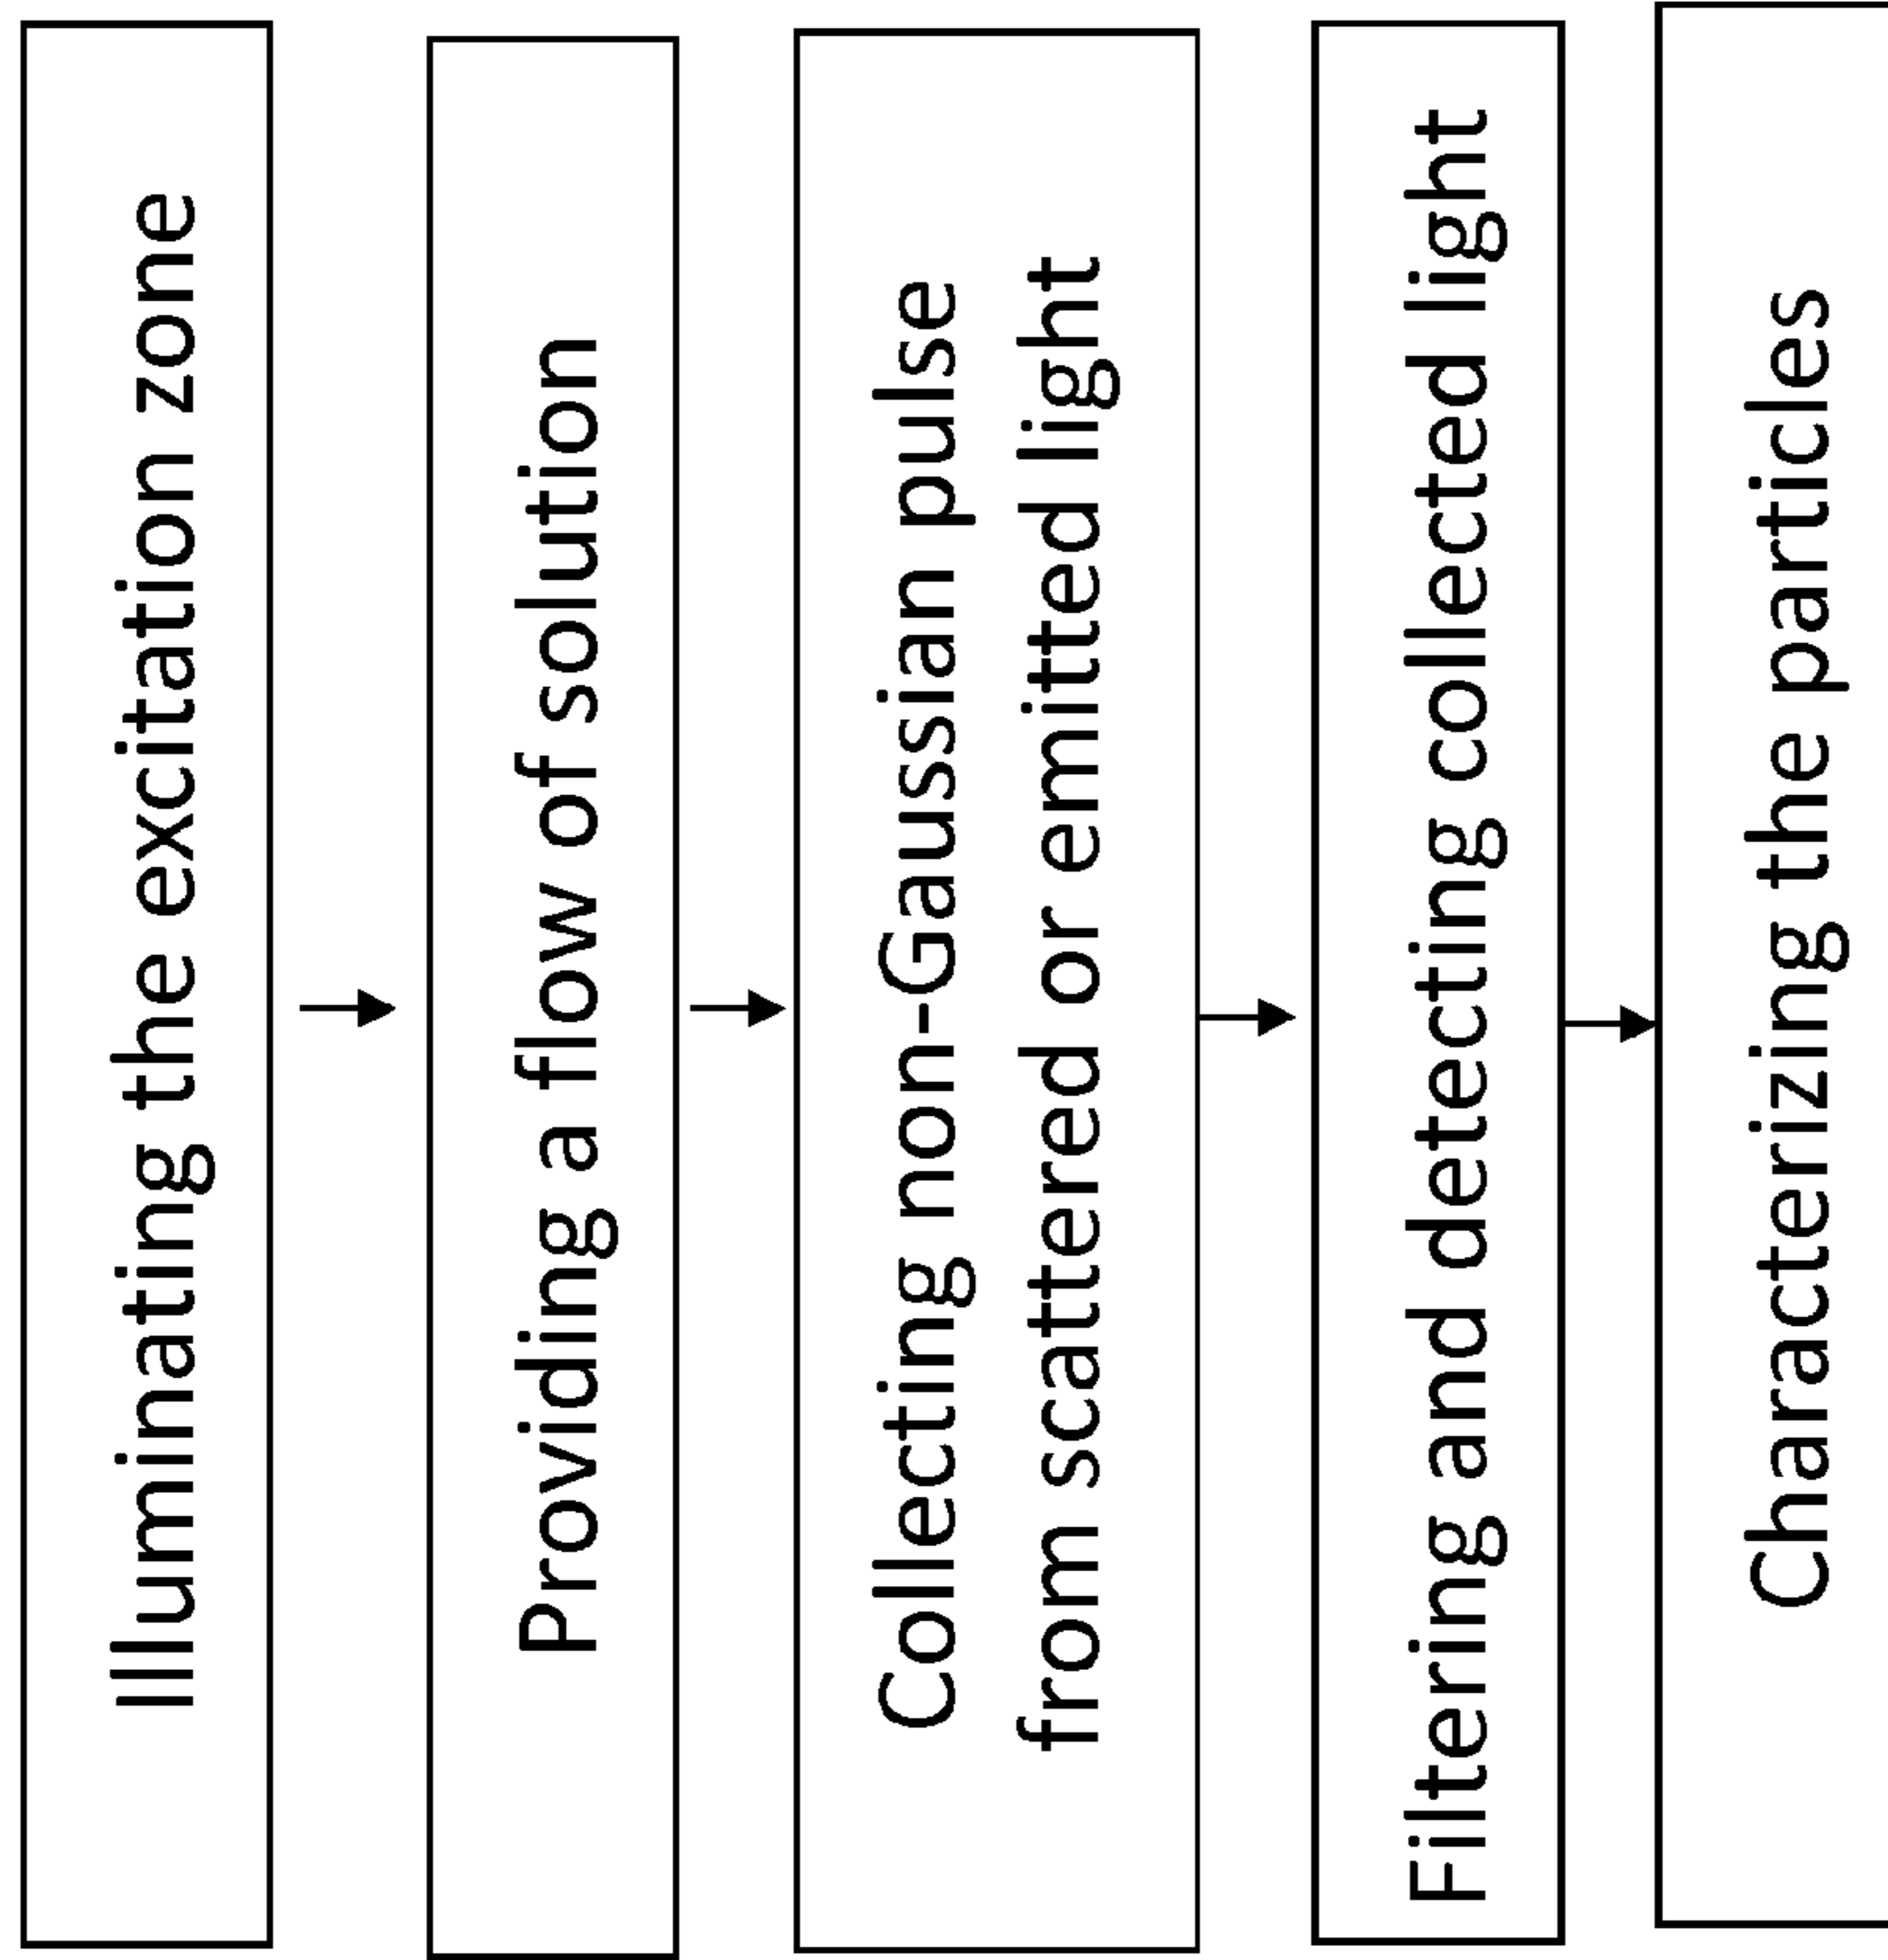 Illuminating the excitation zone
Providing a flow of solution
Collecting non-Gaussian pulse
from scattered or emitted light
Filtering and detecting collected light
Characterizing the particles